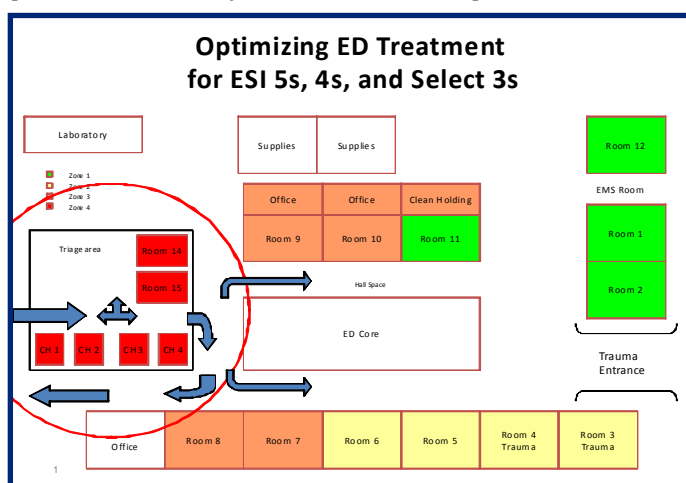 Optimizing ED Treatment
for ESI 5s, 4s, and Select 3s
Laboratory
Supplies
Supplies
Room 12
Zone 1
Zone 2
Zone 3
Zone 4
EMS Room
Office
Office
Clean Holding
Room 9
Room 10
Room 11
Room 1
Triage area
Room 14
Room 15
Hall Space
Room 2
CH 1
CH 2
CH 3
CH 4
ED Core
Trauma
Entrance
Office
Room 8
Room 7
Room 6
Room 5
Room 4
Trauma
Room 3
Trauma
1